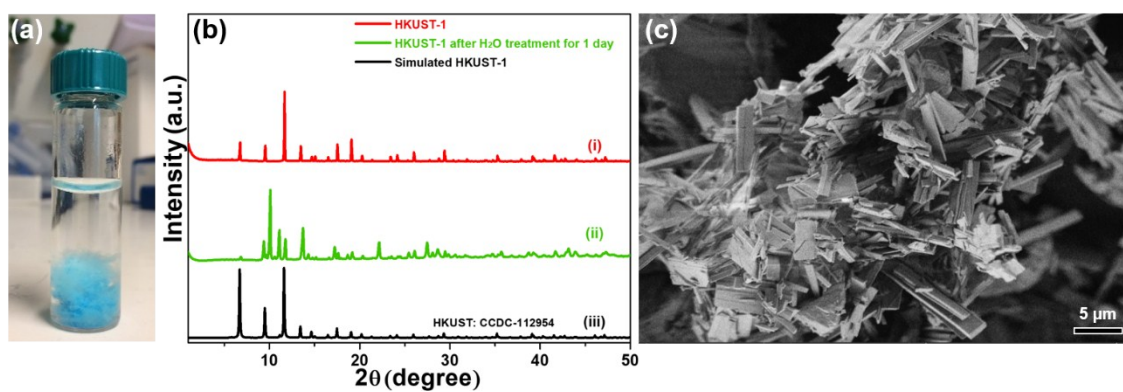 (a)
(b)
HKUST-1
HKUST-1 after H₂O treatment for 1 day
Simulated HKUST-1
Intensity (a.u.)
(i)
(ii)
HKUST: CCDC-112954
(iii)
10
20
30
40
50
2θ (degree)
(c)
5 μm